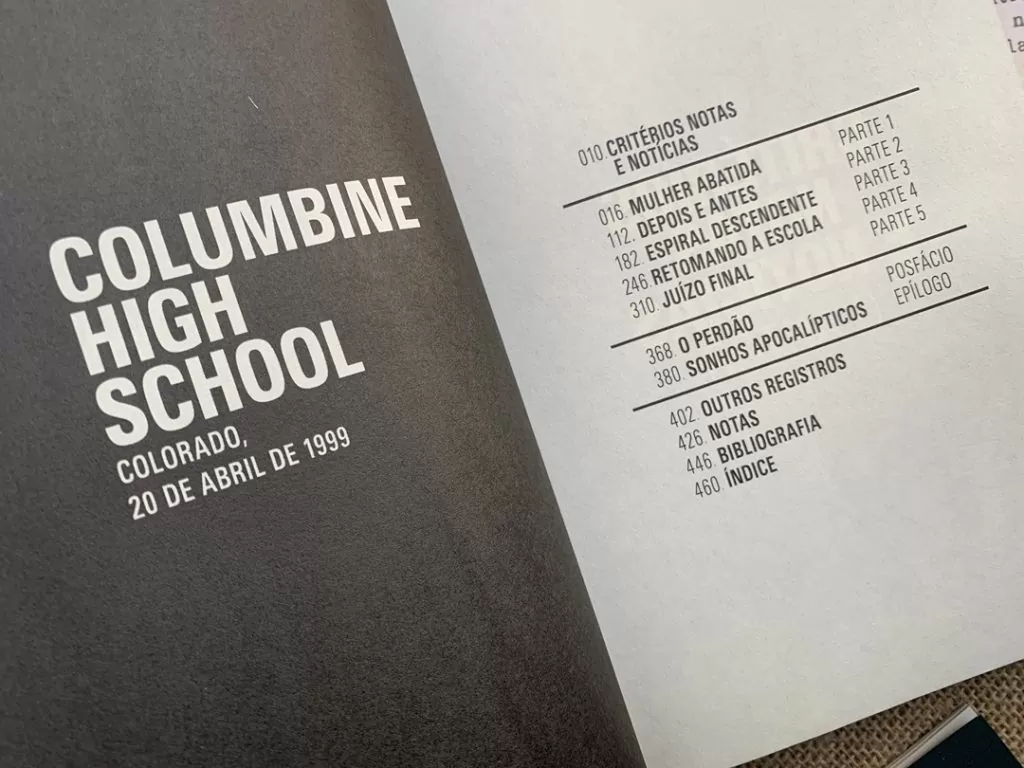 COLUMBINE
HIGH
SCHOOL
COLORADO,
20 DE ABRIL DE 1999
010 CRITÉRIOS NOTAS
E NOTÍCIAS
016. MULHER ABATIDA PARTE 1
112. DEPOIS E ANTES PARTE 2
182. ESPIRAL DESCENDENTE PARTE 3
246. RETOMANDO A ESCOLA PARTE 4
310. JUÍZO FINAL PARTE 5
368. O PERDÃO POSFÁCIO
380. SONHOS APOCALÍPTICOS EPÍLOGO
402. OUTROS REGISTROS
426. NOTAS
446. BIBLIOGRAFIA
460. ÍNDICE